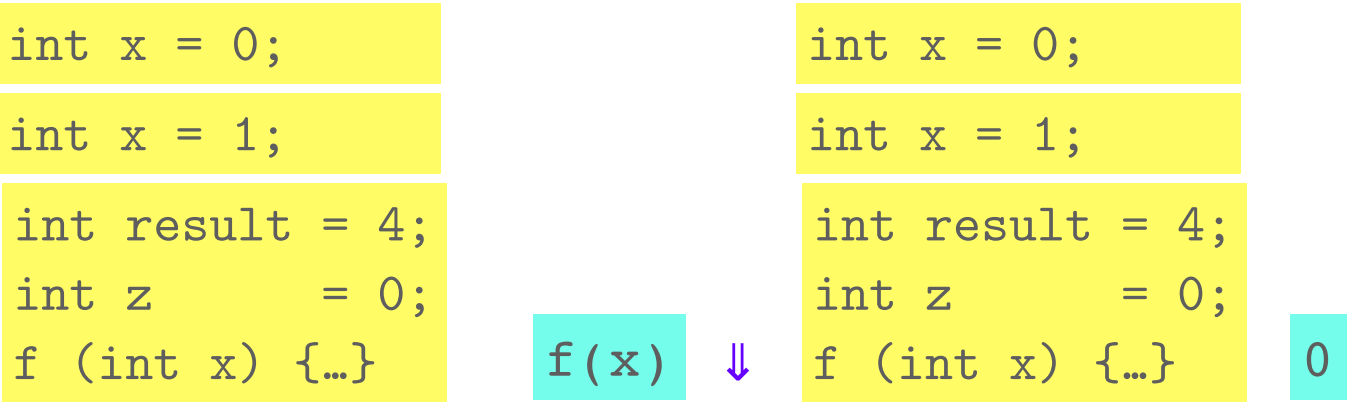 int x = 0;
int x = 1;
int result = 4;
int z = 0;
f (int x) {…}
f(x) ⇓
int x = 0;
int x = 1;
int result = 4;
int z = 0;
f (int x) {…}
0